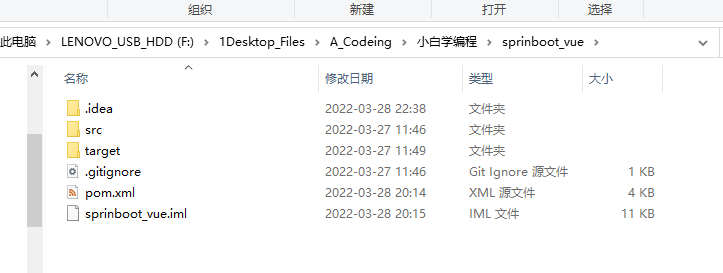 组织 新建 打开 选择
此电脑 LENOVO_USB_HDD (F:) 1Desktop_Files A_Codeing 小白学编程 sprinboot_vue
名称 修改日期 类型 大小
.idea 2022-03-28 22:38 文件夹
src 2022-03-27 11:46 文件夹
target 2022-03-27 11:49 文件夹
.gitignore 2022-03-27 11:46 Git Ignore 源文件 1 KB
pom.xml 2022-03-28 20:14 XML 源文件 4 KB
sprinboot_vue.iml 2022-03-28 20:15 IML 文件 11 KB